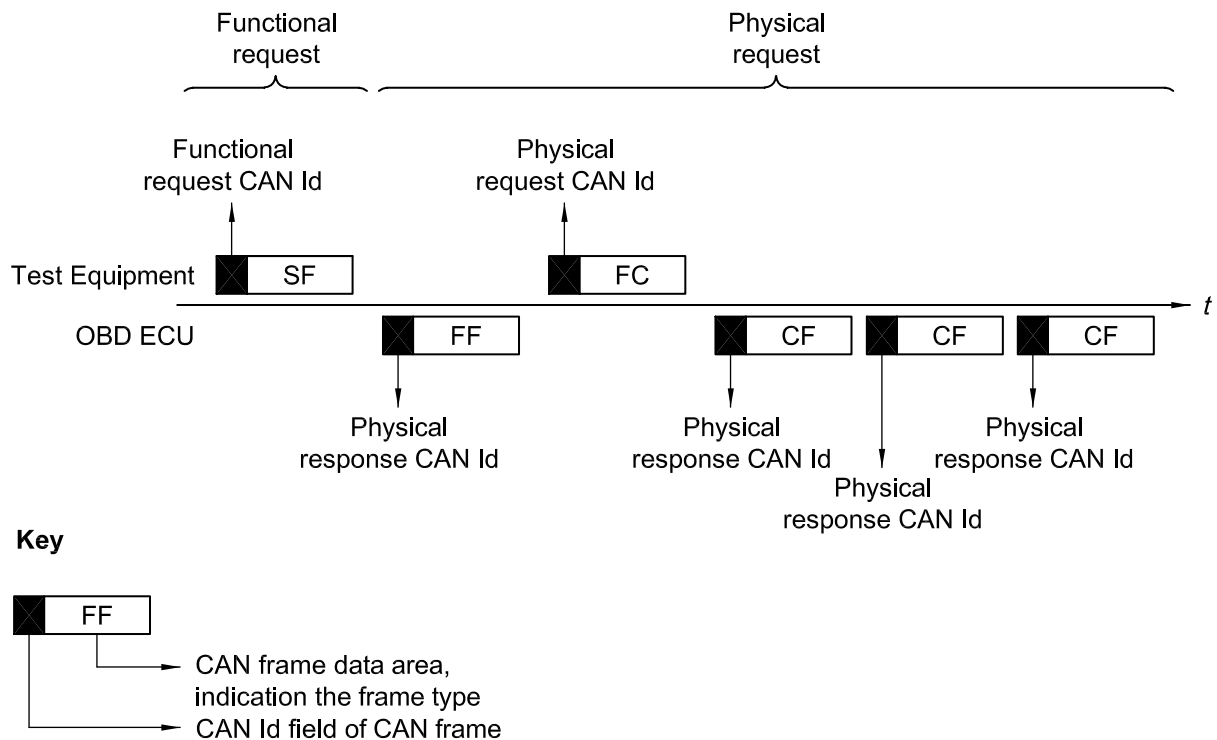 Functional
request
Physical
request
Functional
request CAN Id
Physical
request CAN Id
Test Equipment
SF
FC
t
OBD ECU
FF
CF
CF
CF
Physical
response CAN Id
Physical
response CAN Id
Physical
response CAN Id
Physical
response CAN Id
Key
FF
CAN frame data area,
indication the frame type
CAN Id field of CAN frame